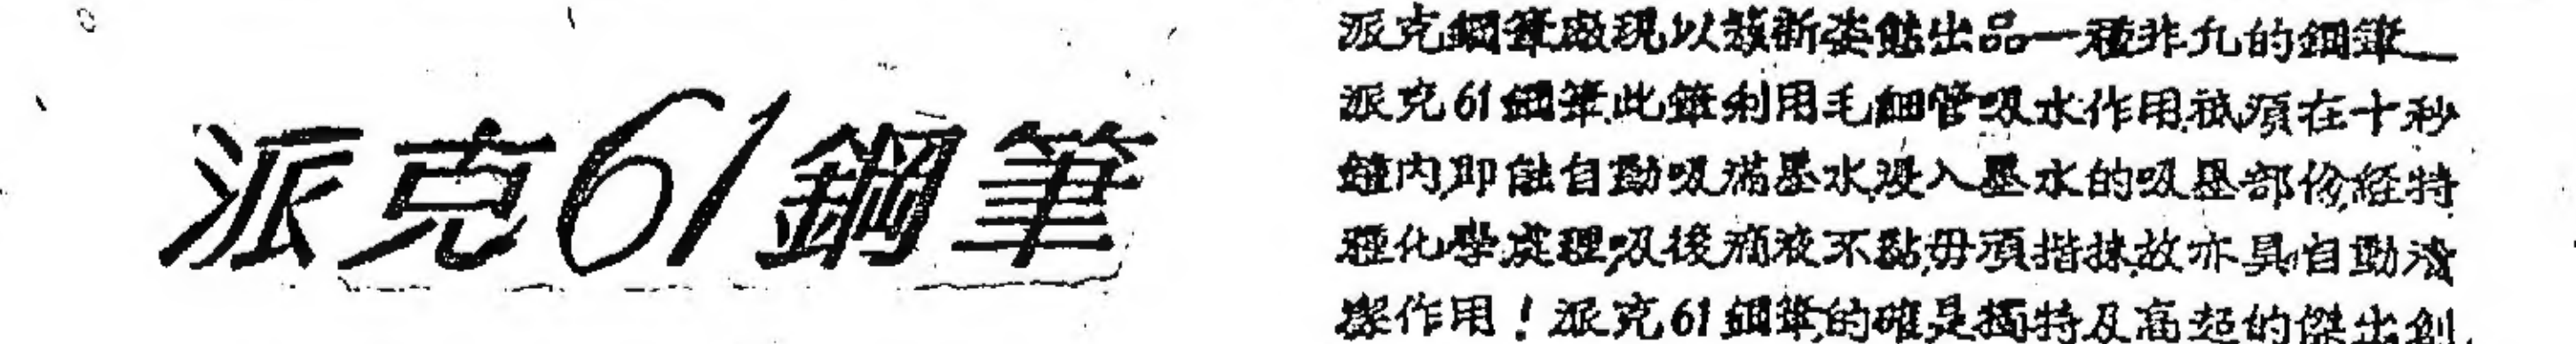 派克61鋼筆
派克鋼筆廠現以嶄新姿態出品一種非凡的鋼筆—
派克61鋼筆.此筆利用毛細管吸水作用,祇須在十秒
鐘內,即能自動吸滿墨水,浸入墨水的吸墨部份,經特
種化學處理,吸後滴液不黏,毋須揩抹,故亦具自動清
潔作用!派克61鋼筆,的確是獨特及高超的傑出創